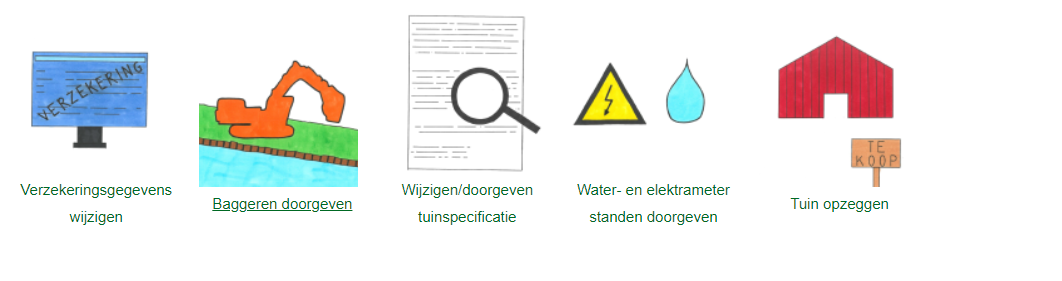 VERZEKERING
TE
KOOP
Verzekeringsgegevens
wijzigen
Baggeren doorgeven
Wijzigen/doorgeven
tuinspecificatie
Water- en elektrameter
standen doorgeven
Tuin opzeggen